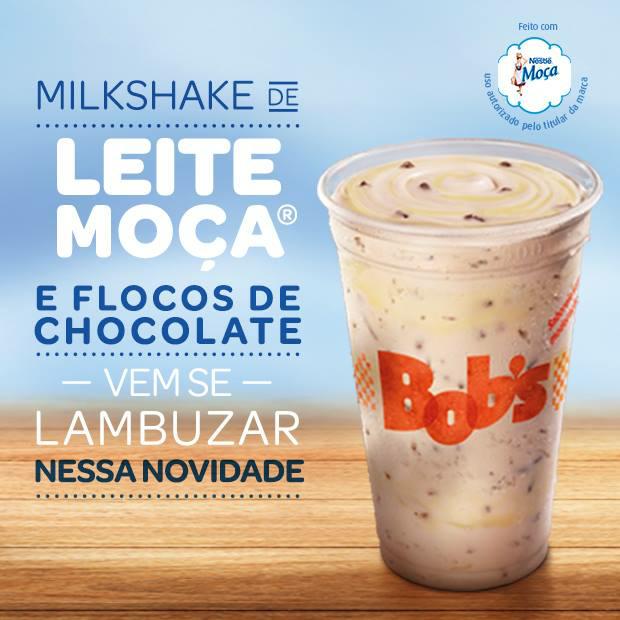 Feito com
Nestlé
Moça
uso autorizado pelo titular da marca
MILKSHAKE DE
LEITE
MOÇA®
E FLOCOS DE
CHOCOLATE
— VEM SE —
LAMBUZAR
NESSA NOVIDADE
Bob's